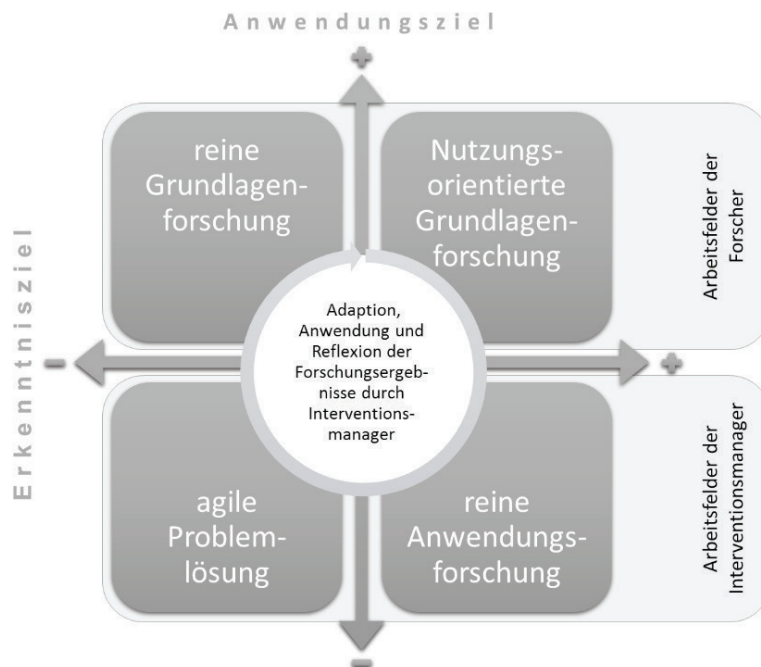 Anwendungsziel
+
reine
Grundlagen-
forschung
Nutzungs-
orientierte
Grundlagen-
forschung
Arbeitsfelder der
Forscher
Erkenntnisziel
-
+
Adaption,
Anwendung und
Reflexion der
Forschungsergeb-
nisse durch
Interventions-
manager
agile
Problem-
lösung
reine
Anwendungs-
forschung
Arbeitsfelder der
Interventionsmanager
-